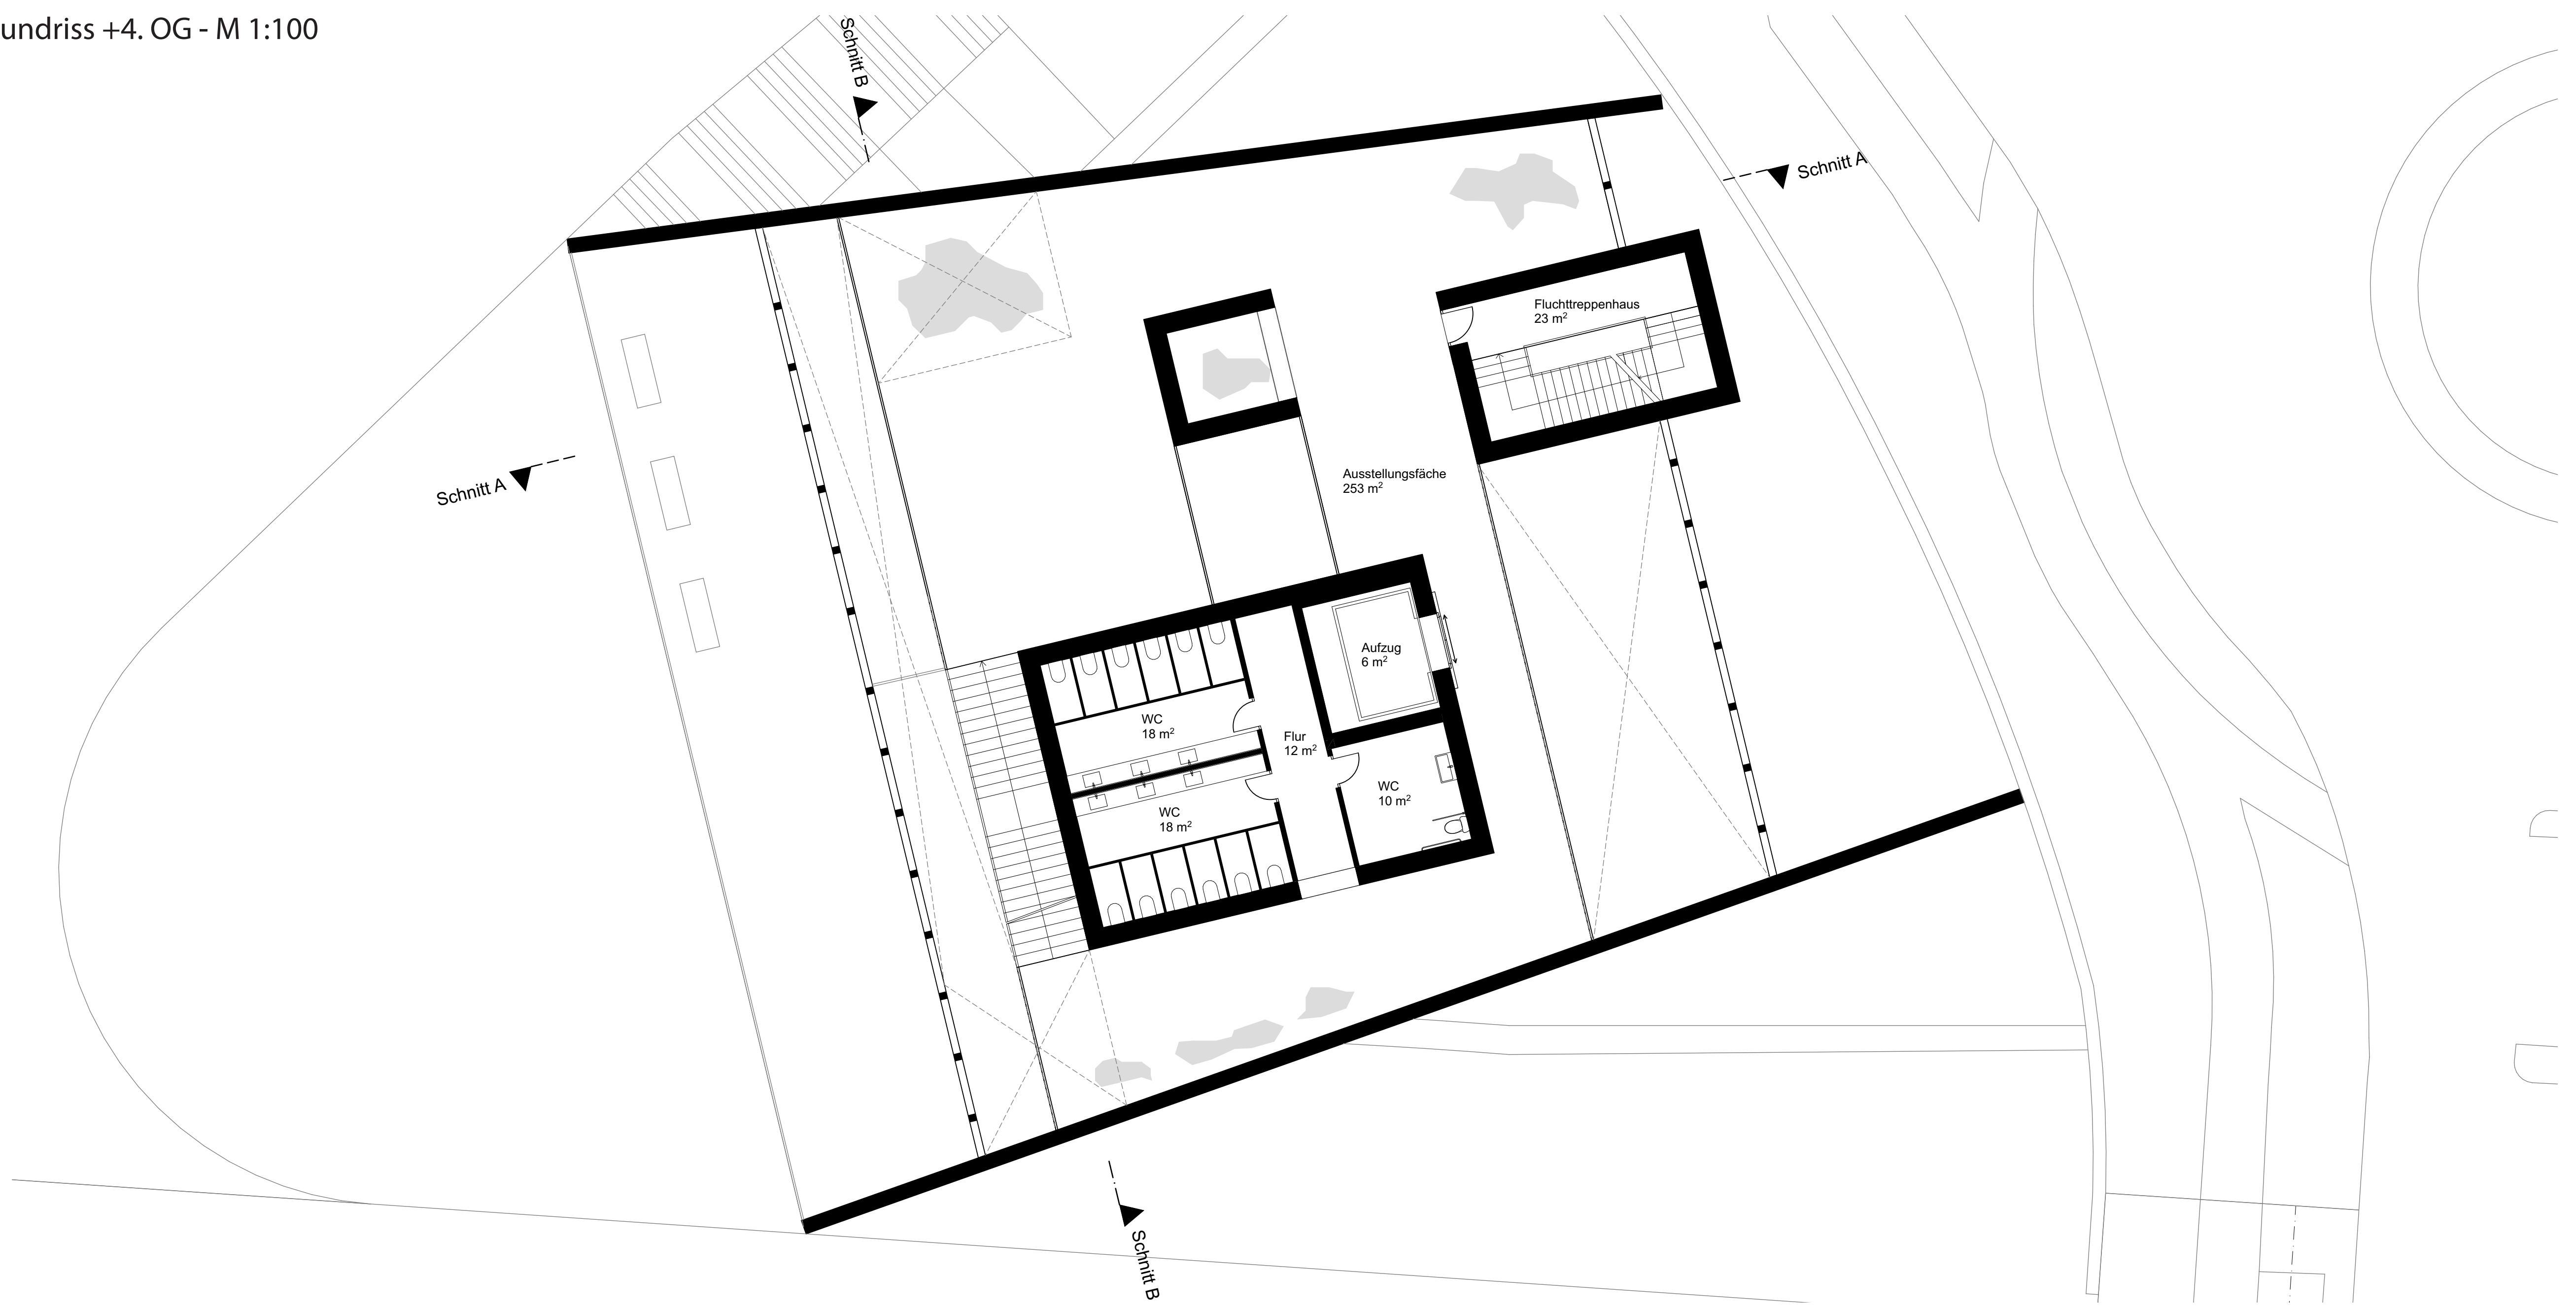 undriss +4. OG - M 1:100
Schnitt B
Schnitt A
Fluchttreppenhaus
23 m²
Schnitt A
Ausstellungsfäche
253 m²
Aufzug
6 m²
WC
18 m²
Flur
12 m²
WC
10 m²
WC
18 m²
Schnitt B